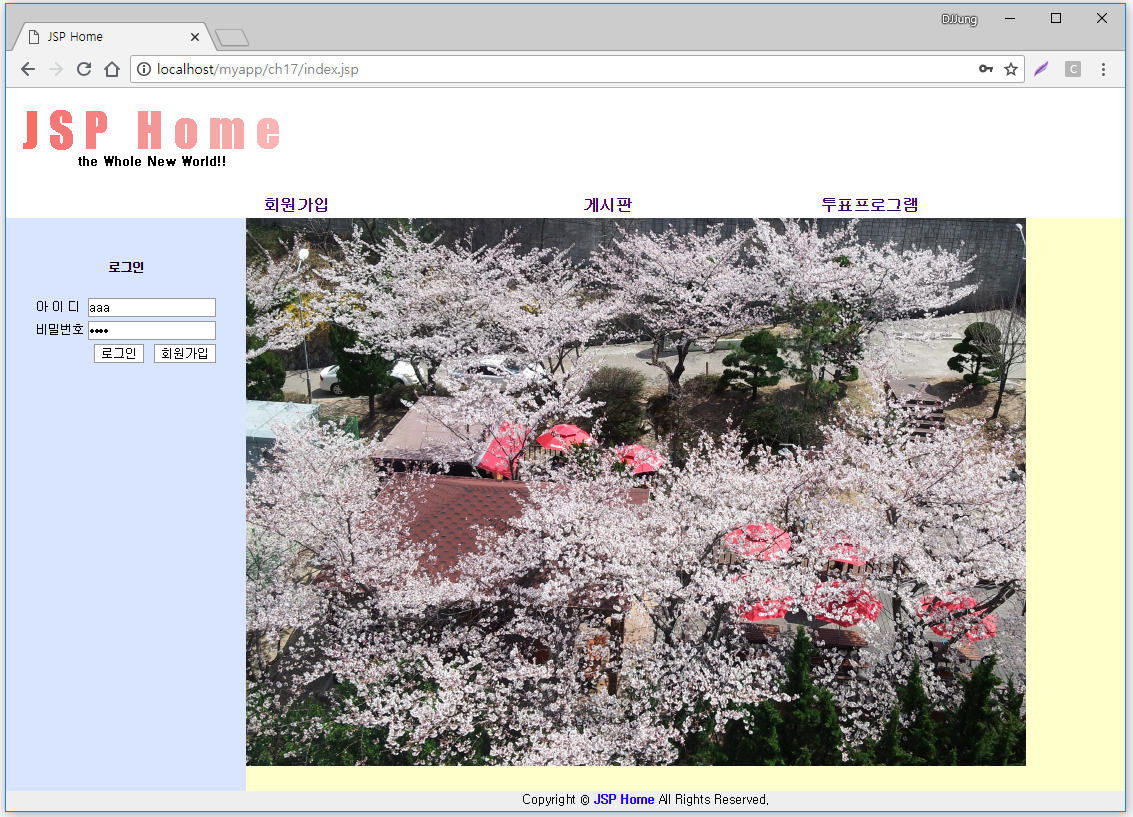 DJJung
JSP Home
localhost/myapp/ch17/index.jsp
C
JSP Home
the Whole New World!!
회원가입 게시판 투표프로그램
로그인
아 이 디 aaa
비밀번호 ••••
로그인 회원가입
Copyright © JSP Home All Rights Reserved.